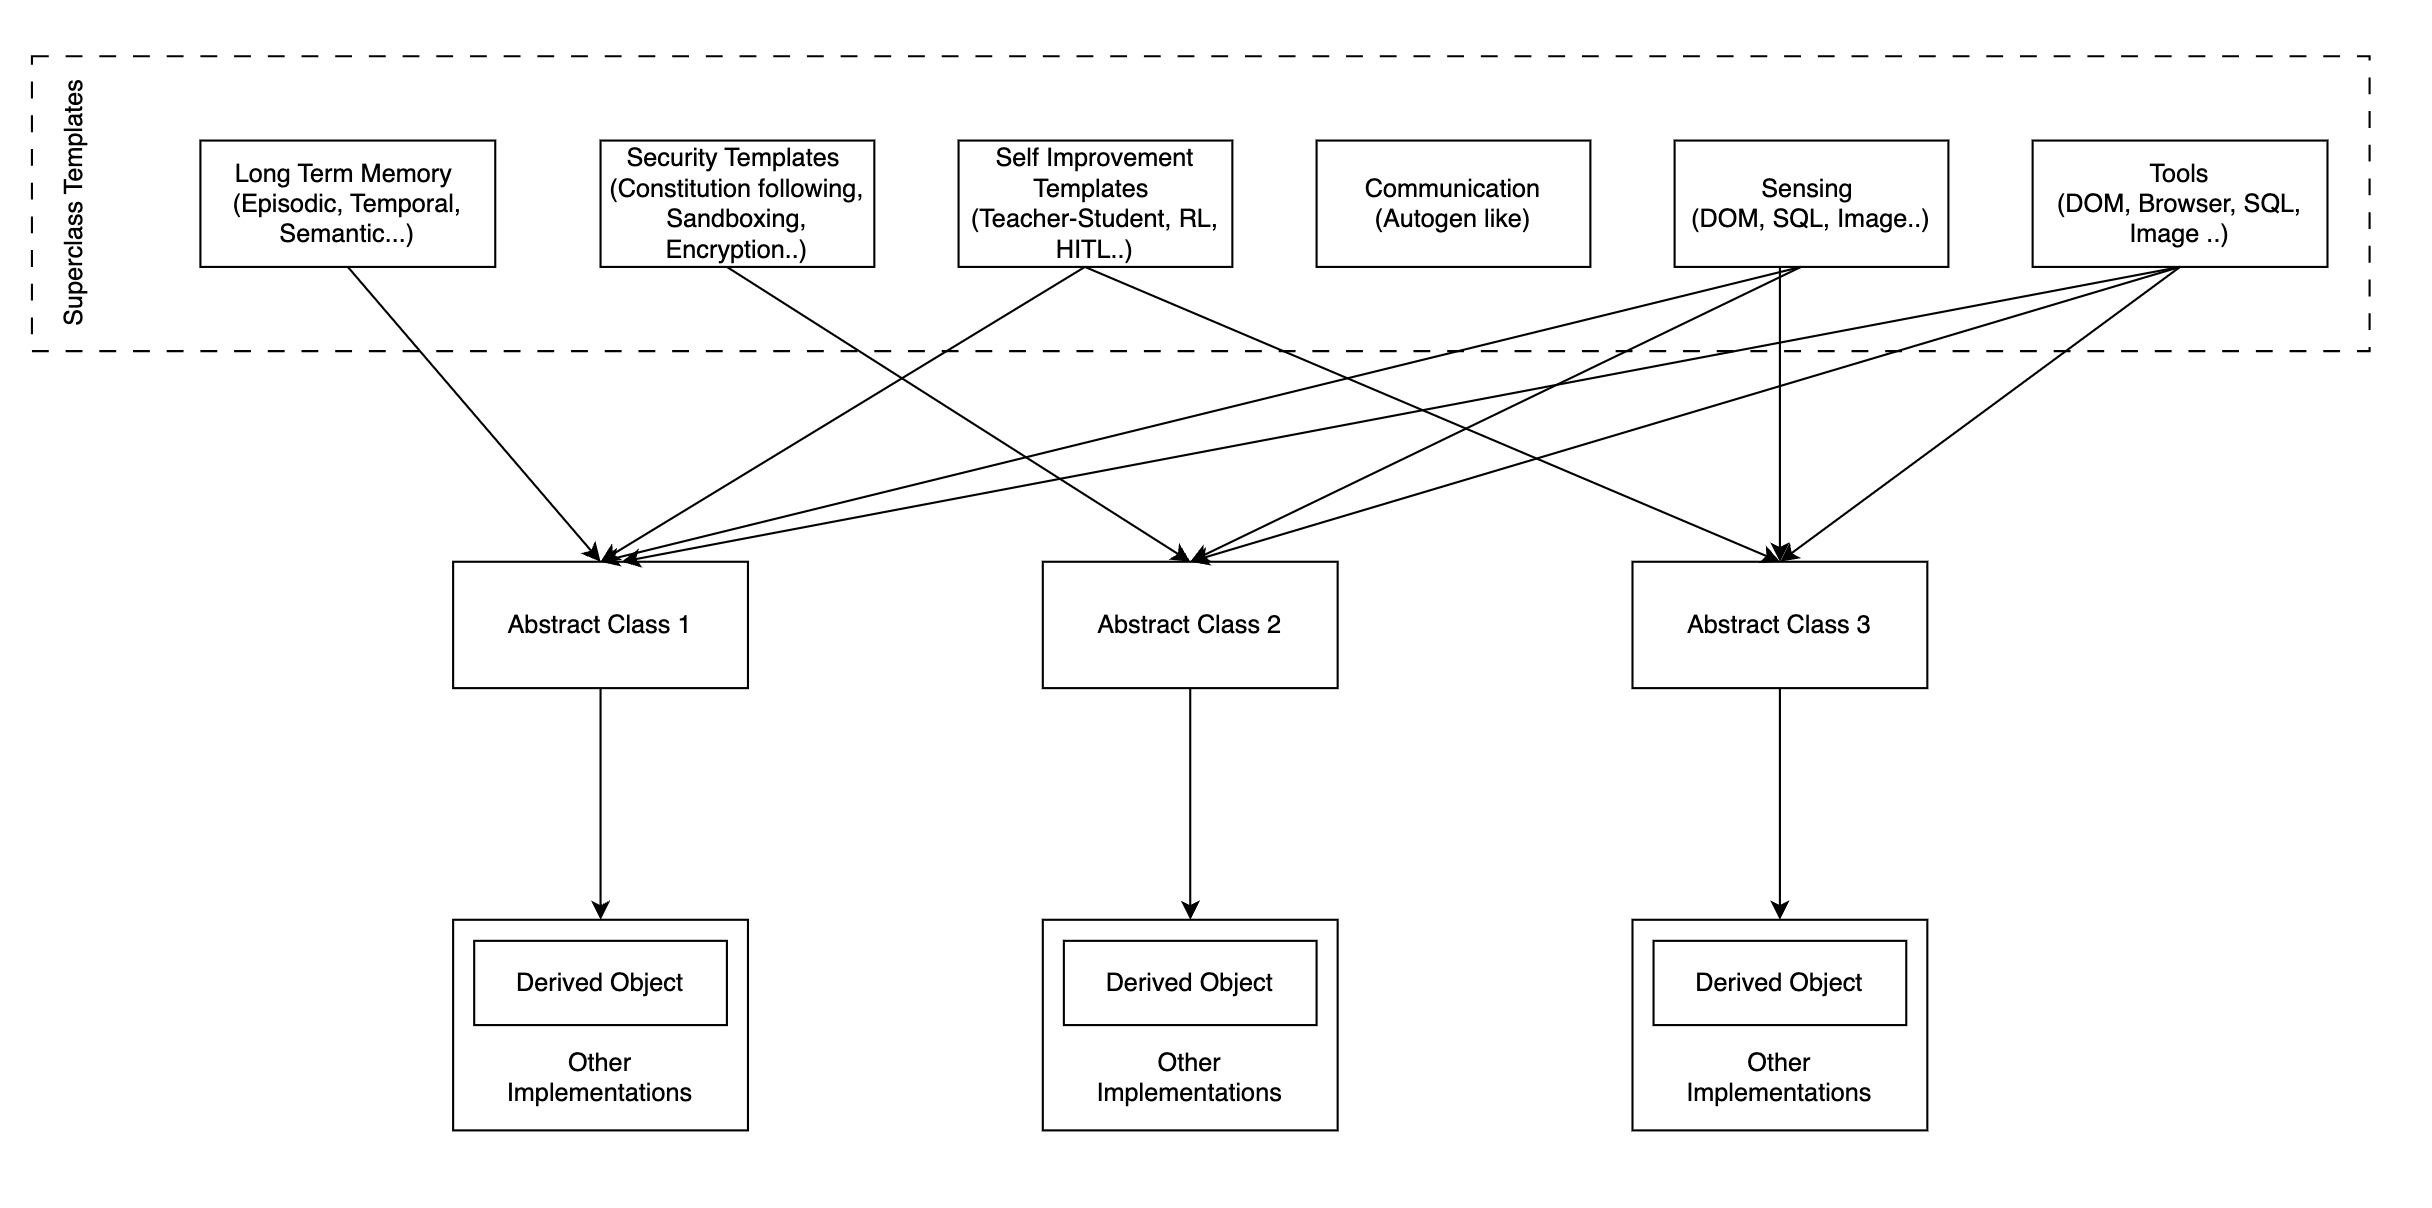 Superclass Templates
Long Term Memory
(Episodic, Temporal,
Semantic...)
Security Templates
(Constitution following,
Sandboxing,
Encryption..)
Self Improvement
Templates
(Teacher-Student, RL,
HITL..)
Communication
(Autogen like)
Sensing
(DOM, SQL, Image..)
Tools
(DOM, Browser, SQL,
Image ..)
Abstract Class 1
Abstract Class 2
Abstract Class 3
Derived Object
Other
Implementations
Derived Object
Other
Implementations
Derived Object
Other
Implementations